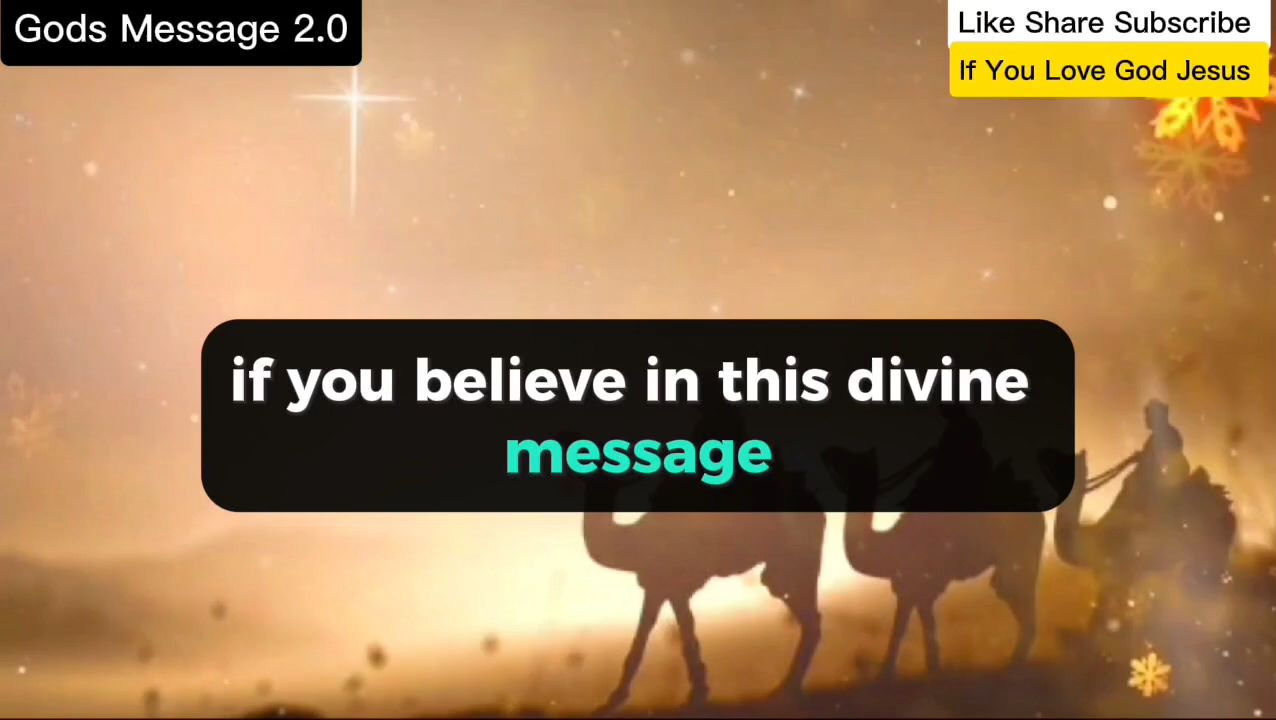 Gods Message 2.0
Like Share Subscribe
If You Love God Jesus
if you believe in this divine
message